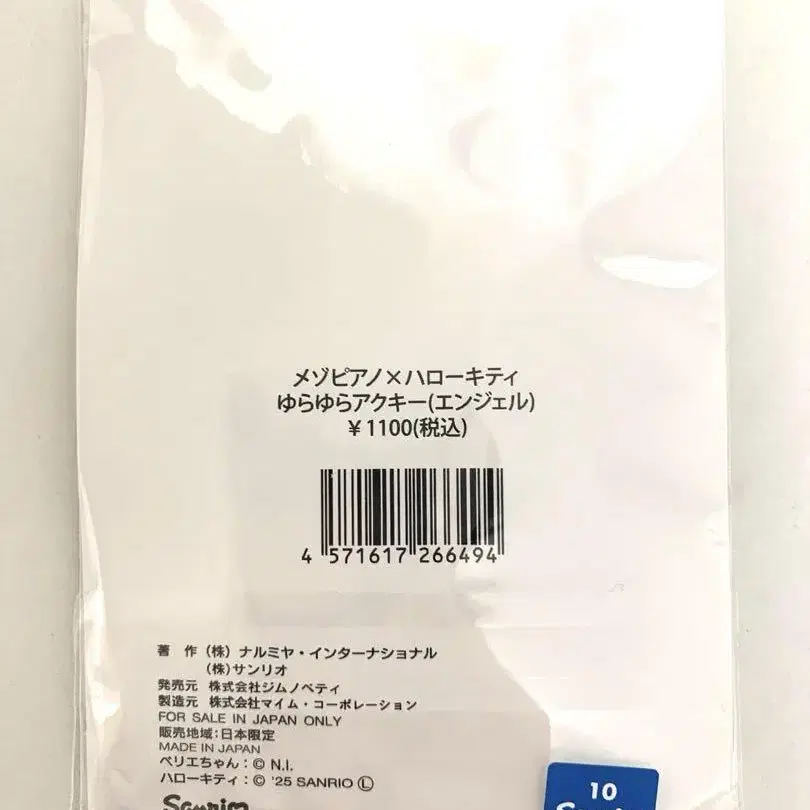 メゾピアノ×ハローキティ
ゆらゆらアクキー(エンジェル)
￥1100(税込)
4 571617 266494
著　作 (株) ナルミヤ・インターナショナル
(株)サンリオ
発売元　株式会社ジムノペティ
製造元　株式会社マイム・コーポレーション
FOR SALE IN JAPAN ONLY
販売地域:日本限定
MADE IN JAPAN
ベリエちゃん:© N.I.
ハローキティ:© '25 SANRIO Ⓛ
10
Sanrio